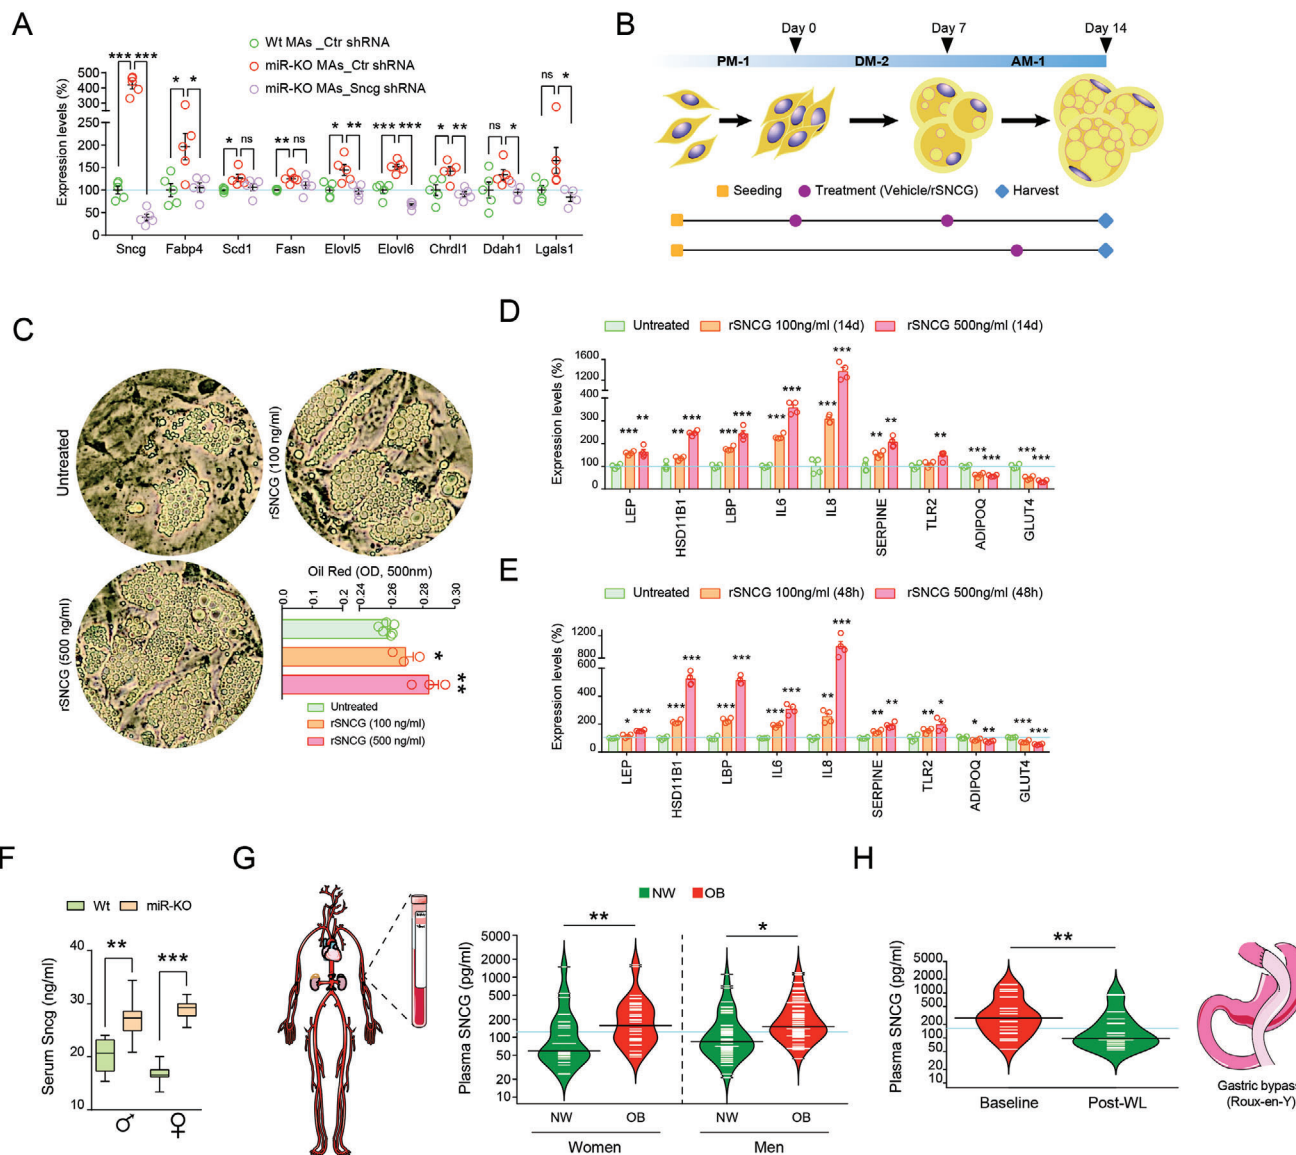 A
Wt MAs _Ctr shRNA
miR-KO MAs_Ctr shRNA
miR-KO MAs_Sncg shRNA
Expression levels (%)
500
400
300
200
150
100
50
0
*** *** * * * ns ** ns * ** *** *** * ** ns * ns *
Sncg Fabp4 Scd1 Fasn Elovl5 Elovl6 Chrdl1 Ddah1 Lgals1
B
Day 0 Day 7 Day 14
PM-1 DM-2 AM-1
Seeding Treatment (Vehicle/rSNCG) Harvest
C
Untreated
rSNCG (100 ng/ml)
rSNCG (500 ng/ml)
Oil Red (OD, 500nm)
0.0 0.1 0.2 0.24 0.26 0.28 0.30
*
**
Untreated
rSNCG (100 ng/ml)
rSNCG (500 ng/ml)
D
Untreated rSNCG 100ng/ml (14d) rSNCG 500ng/ml (14d)
Expression levels (%)
1600
1200
400
300
200
100
0
*** ** ** *** *** *** *** *** *** *** ** ** ** *** *** *** ***
LEP HSD11B1 LBP IL6 IL8 SERPINE TLR2 ADIPOQ GLUT4
E
Untreated rSNCG 100ng/ml (48h) rSNCG 500ng/ml (48h)
Expression levels (%)
1200
800
600
400
200
100
0
* *** *** *** *** *** *** *** ** *** ** ** ** * * ** *** ***
LEP HSD11B1 LBP IL6 IL8 SERPINE TLR2 ADIPOQ GLUT4
F
Wt miR-KO
Serum Sncg (ng/ml)
40
30
20
10
** ***
♂ ♀
G
NW OB
Plasma SNCG (pg/ml)
5000
2000
1000
500
200
100
50
20
10
** *
NW OB NW OB
Women Men
H
Plasma SNCG (pg/ml)
5000
2000
1000
500
200
100
50
20
10
**
Baseline Post-WL
Gastric bypass
(Roux-en-Y)